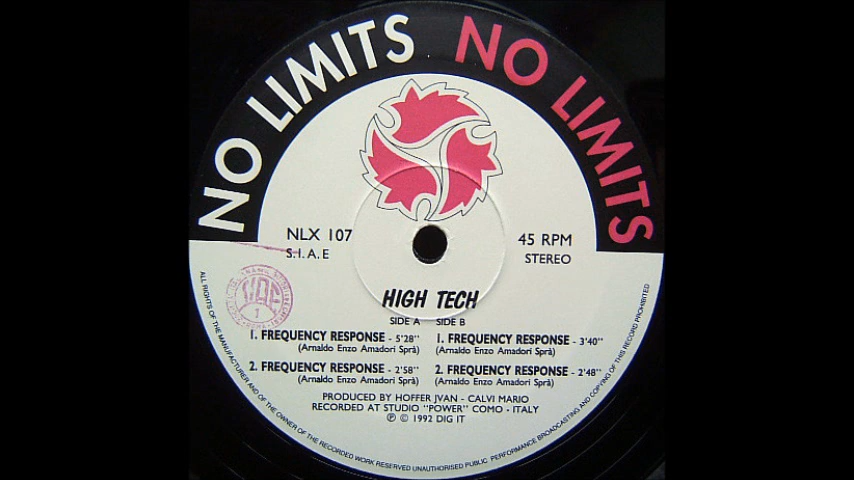 NO LIMITS NO LIMITS
NLX 107
S.I.A.E
45 RPM
STEREO
HIGH TECH
SIDE A SIDE B
1. FREQUENCY RESPONSE - 5'28"
(Arnaldo Enzo Amadori Sprà)
2. FREQUENCY RESPONSE - 2'58"
(Arnaldo Enzo Amadori Sprà)
1. FREQUENCY RESPONSE - 3'40"
(Arnaldo Enzo Amadori Sprà)
2. FREQUENCY RESPONSE - 2'48"
(Arnaldo Enzo Amadori Sprà)
PRODUCED BY HOFFER JVAN - CALVI MARIO
RECORDED AT STUDIO "POWER" COMO - ITALY
℗ © 1992 DIG IT
ALL RIGHTS OF THE MANUFACTURER AND OF THE OWNER OF THE RECORDED WORK RESERVED UNAUTHORISED PUBLIC PERFORMANCE BROADCASTING AND COPYING OF THIS RECORD PROHIBITED